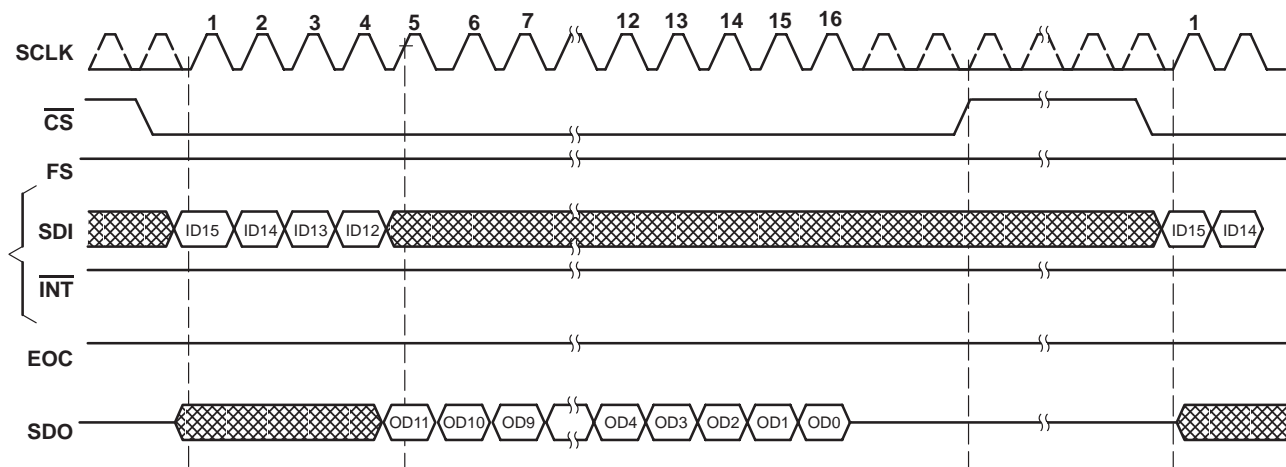 1 2 3 4 5 6 7 12 13 14 15 16 1
SCLK
CS
FS
SDI ID15 ID14 ID13 ID12 ID15 ID14
INT
EOC
SDO OD11 OD10 OD9 OD4 OD3 OD2 OD1 OD0